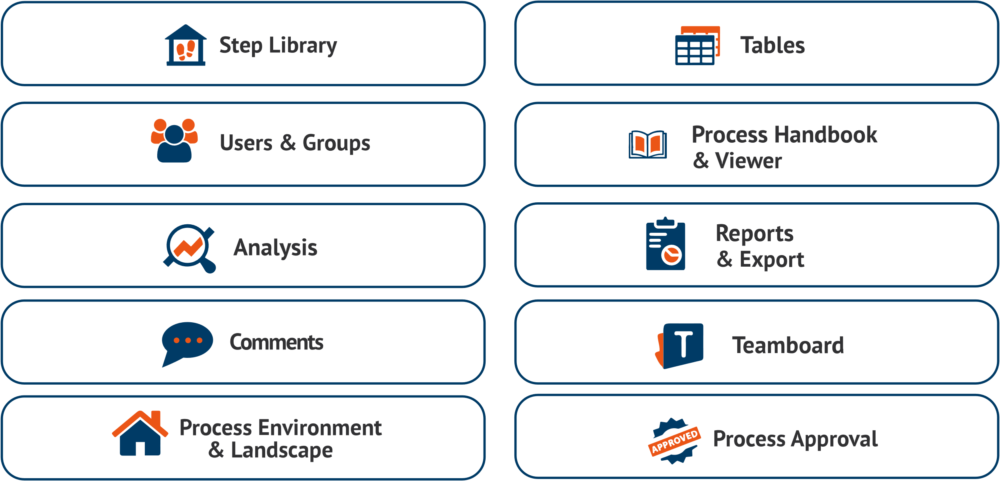 Step Library
Tables
Users & Groups
Process Handbook
& Viewer
Analysis
Reports
& Export
Comments
T
Teamboard
Process Environment
& Landscape
APPROVED
Process Approval